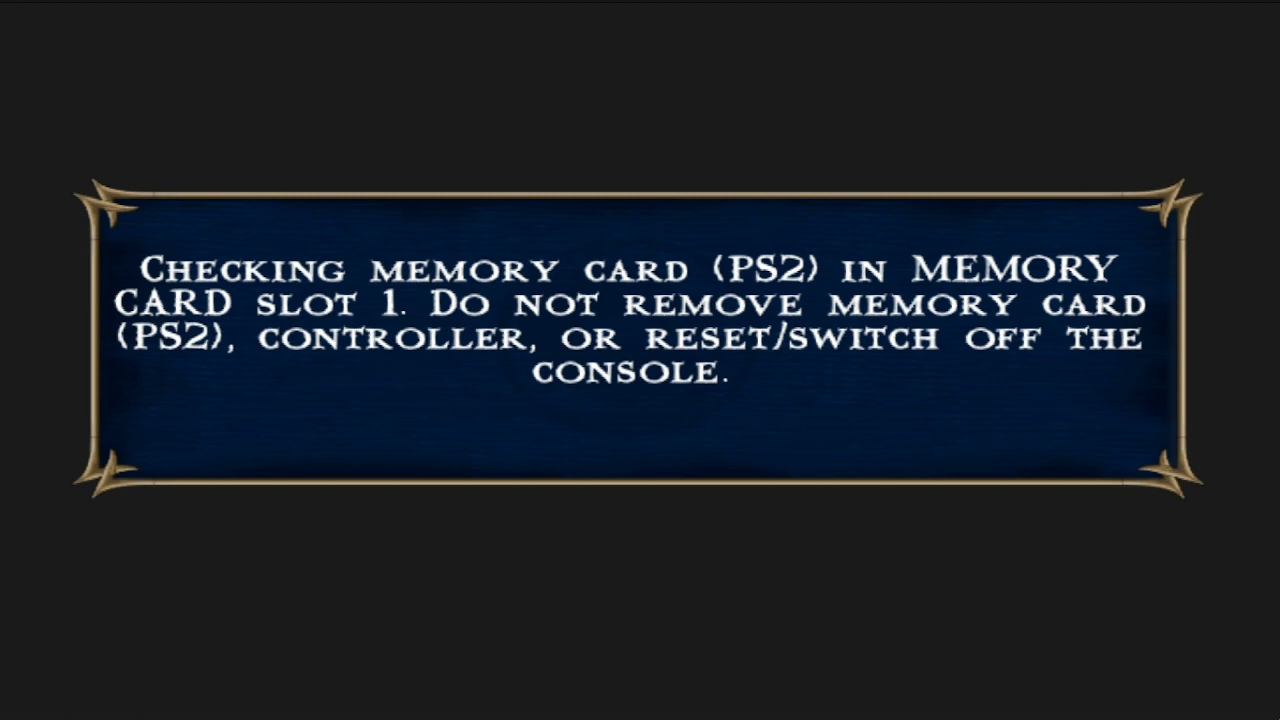 Checking memory card (PS2) in MEMORY
CARD slot 1. Do not remove memory card
(PS2), controller, or reset/switch off the
console.